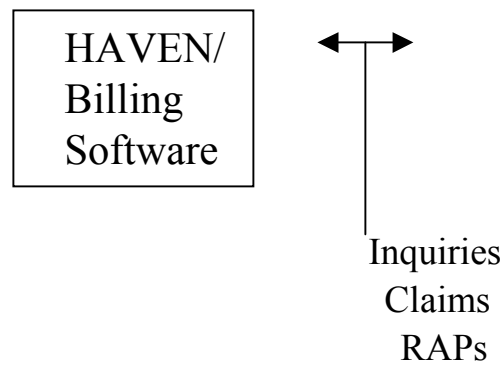 HAVEN/
Billing
Software
Inquiries
Claims
RAPs